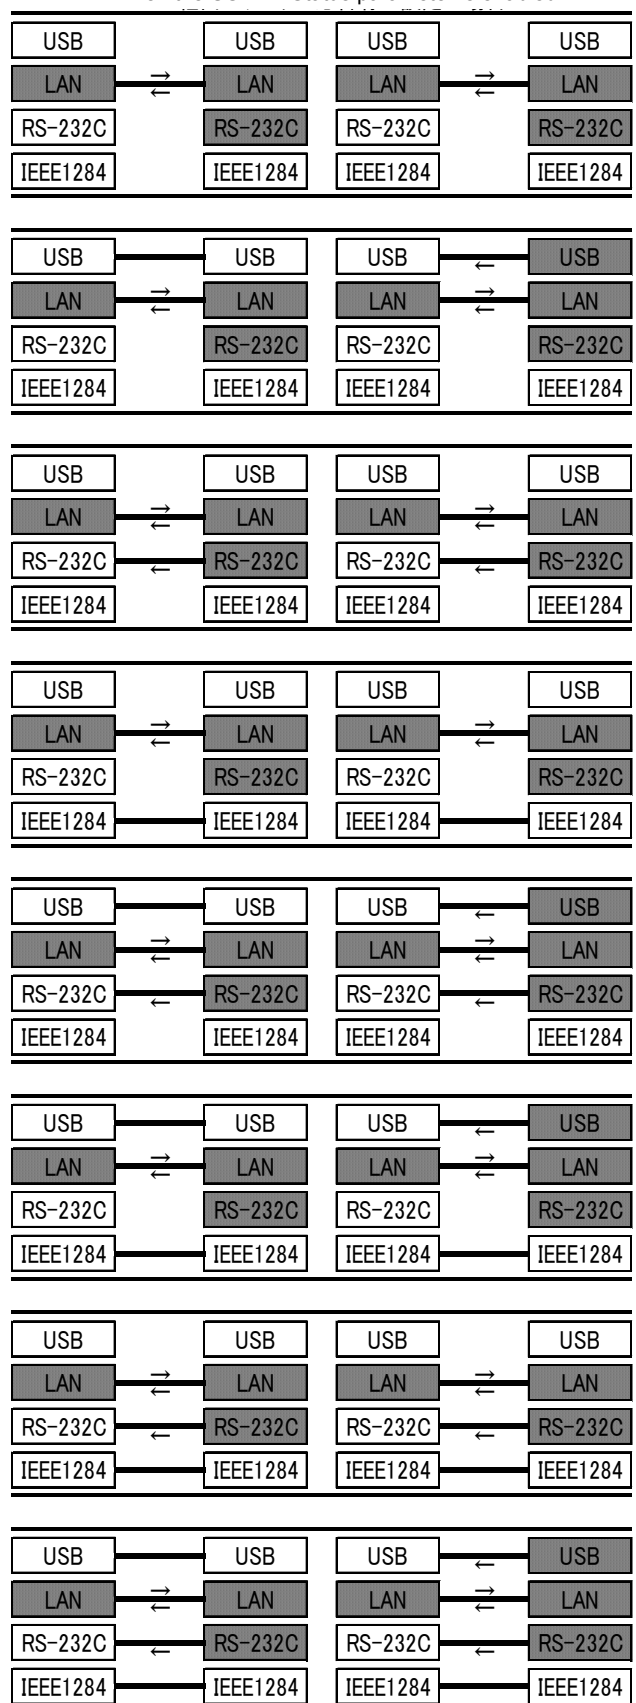 USB USB USB USB
LAN → ← LAN LAN → ← LAN
RS-232C RS-232C RS-232C RS-232C
IEEE1284 IEEE1284 IEEE1284 IEEE1284
USB USB USB ← USB
LAN → ← LAN LAN → ← LAN
RS-232C RS-232C RS-232C RS-232C
IEEE1284 IEEE1284 IEEE1284 IEEE1284
USB USB USB USB
LAN → ← LAN LAN → ← LAN
RS-232C ← RS-232C RS-232C ← RS-232C
IEEE1284 IEEE1284 IEEE1284 IEEE1284
USB USB USB USB
LAN → ← LAN LAN → ← LAN
RS-232C RS-232C RS-232C RS-232C
IEEE1284 IEEE1284 IEEE1284 IEEE1284
USB USB USB ← USB
LAN → ← LAN LAN → ← LAN
RS-232C ← RS-232C RS-232C ← RS-232C
IEEE1284 IEEE1284 IEEE1284 IEEE1284
USB USB USB ← USB
LAN → ← LAN LAN → ← LAN
RS-232C RS-232C RS-232C RS-232C
IEEE1284 IEEE1284 IEEE1284 IEEE1284
USB USB USB USB
LAN → ← LAN LAN → ← LAN
RS-232C ← RS-232C RS-232C ← RS-232C
IEEE1284 IEEE1284 IEEE1284 IEEE1284
USB USB USB ← USB
LAN → ← LAN LAN → ← LAN
RS-232C ← RS-232C RS-232C ← RS-232C
IEEE1284 IEEE1284 IEEE1284 IEEE1284